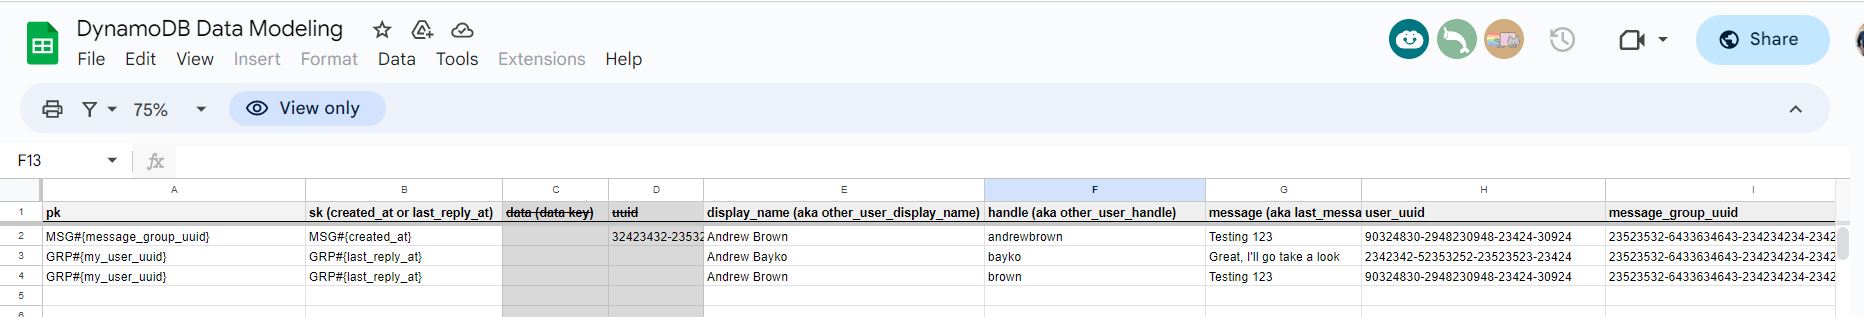 DynamoDB Data Modeling
File Edit View Insert Format Data Tools Extensions Help
Share
75% View only
F13 fx
A B C D E F G H I
1 pk sk (created_at or last_reply_at) data (data key) uuid display_name (aka other_user_display_name) handle (aka other_user_handle) message (aka last_messa user_uuid message_group_uuid
2 MSG#{message_group_uuid} MSG#{created_at} 32423432-23532 Andrew Brown andrewbrown Testing 123 90324830-2948230948-23424-30924 23523532-6433634643-234234234-2342
3 GRP#{my_user_uuid} GRP#{last_reply_at} Andrew Bayko bayko Great, I'll go take a look 2342342-52353252-23523523-23424 23523532-6433634643-234234234-2342
4 GRP#{my_user_uuid} GRP#{last_reply_at} Andrew Brown brown Testing 123 90324830-2948230948-23424-30924 23523532-6433634643-234234234-2342
5
6